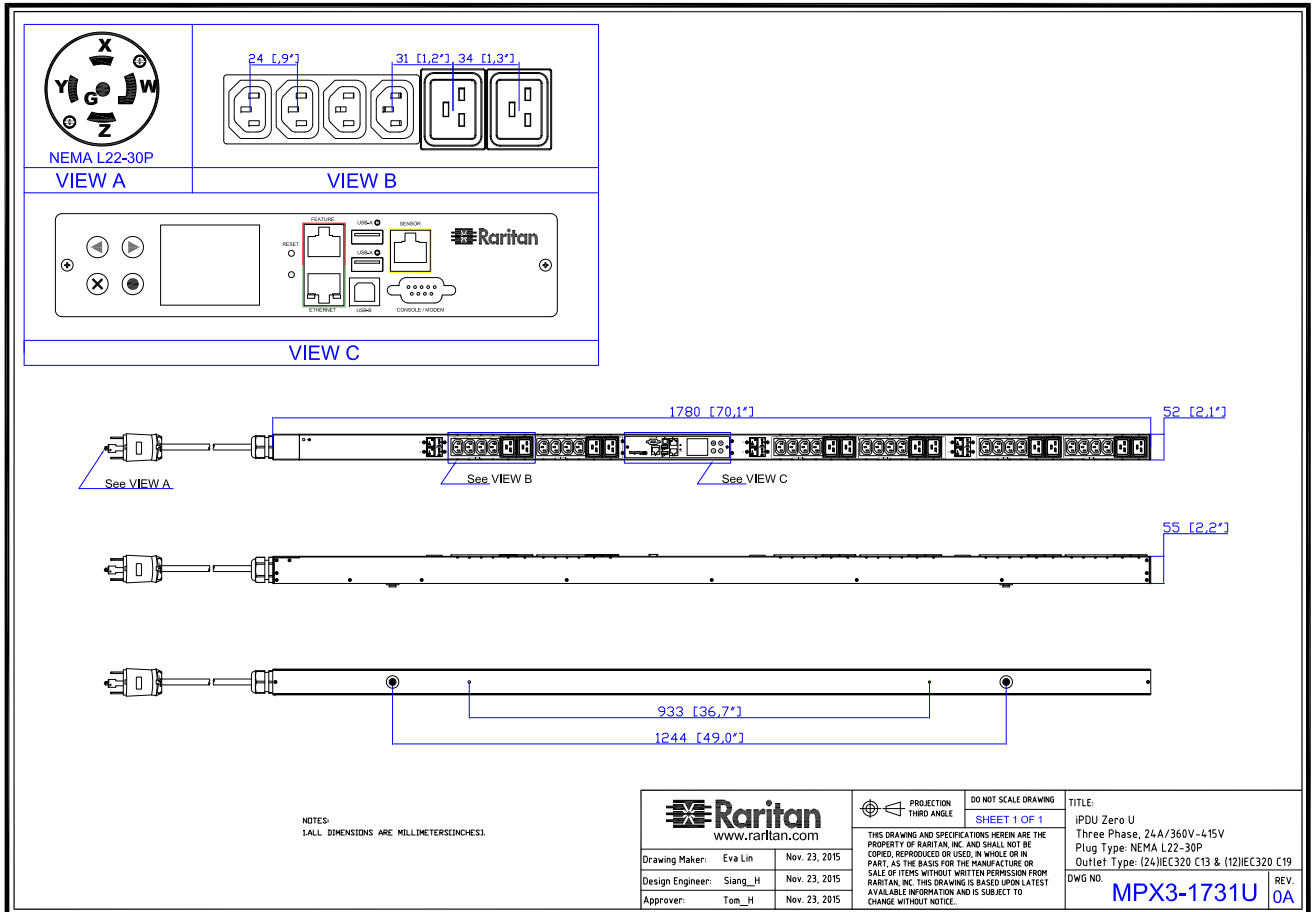 X
Y
W
G
Z
NEMA L22-30P
VIEW A
24 [,9"]
31 [1,2"]
34 [1,3"]
VIEW B
FEATURE
USB-A
SENSOR
RESET
USB-A
Raritan
ETHERNET
USB-B
CONSOLE / MODEM
VIEW C
1780 [70,1"]
52 [2,1"]
See VIEW A
See VIEW B
See VIEW C
55 [2,2"]
933 [36,7"]
1244 [49,0"]
NOTES:
1.ALL DIMENSIONS ARE MILLIMETERS[INCHES].
Raritan
www.raritan.com
Drawing Maker: Eva Lin Nov. 23, 2015
Design Engineer: Siang_H Nov. 23, 2015
Approver: Tom_H Nov. 23, 2015
PROJECTION
THIRD ANGLE
DO NOT SCALE DRAWING
SHEET 1 OF 1
THIS DRAWING AND SPECIFICATIONS HEREIN ARE THE
PROPERTY OF RARITAN, INC. AND SHALL NOT BE
COPIED, REPRODUCED OR USED, IN WHOLE OR IN
PART, AS THE BASIS FOR THE MANUFACTURE OR
SALE OF ITEMS WITHOUT WRITTEN PERMISSION FROM
RARITAN, INC. THIS DRAWING IS BASED UPON LATEST
AVAILABLE INFORMATION AND IS SUBJECT TO
CHANGE WITHOUT NOTICE..
TITLE:
iPDU Zero U
Three Phase, 24A/360V-415V
Plug Type: NEMA L22-30P
Outlet Type: (24)IEC320 C13 & (12)IEC320 C19
DWG NO.
MPX3-1731U
REV.
0A